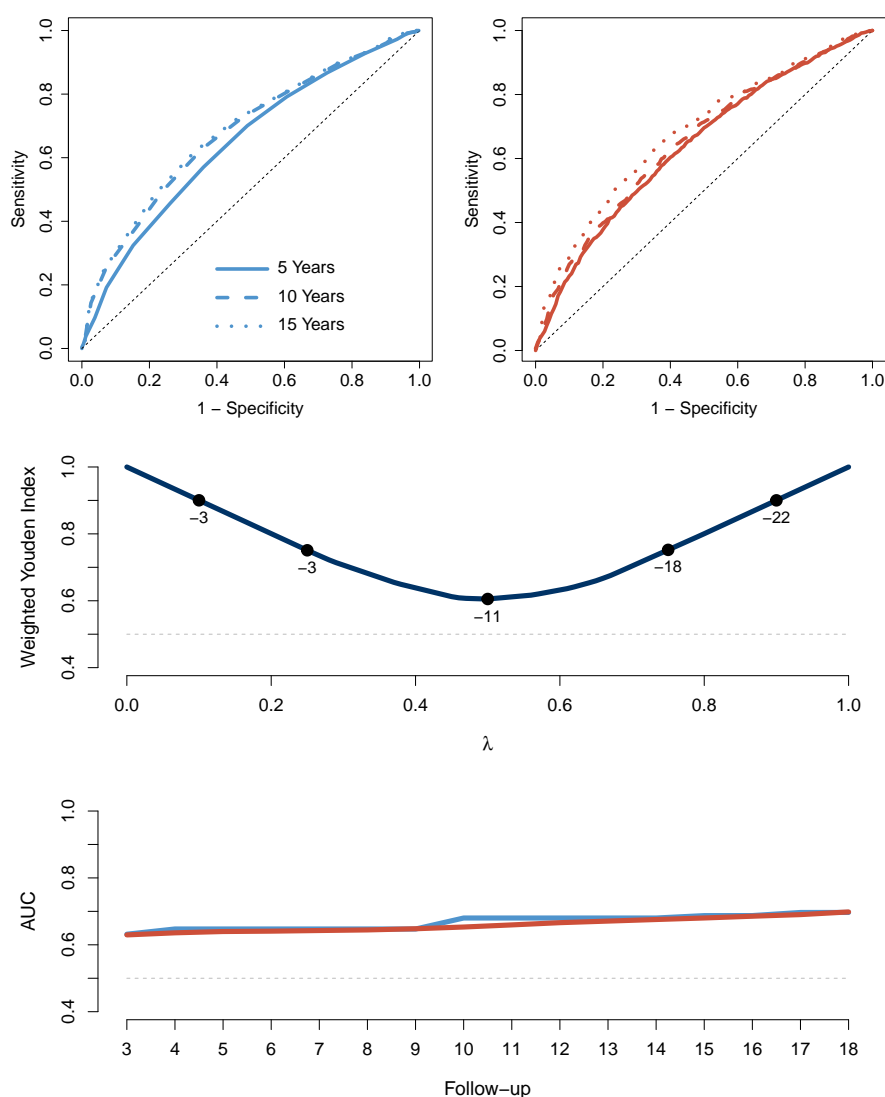 Sensitivity
1.0
0.8
0.6
0.4
0.2
0.0
5 Years
10 Years
15 Years
0.0 0.2 0.4 0.6 0.8 1.0
1 − Specificity
Sensitivity
1.0
0.8
0.6
0.4
0.2
0.0
0.0 0.2 0.4 0.6 0.8 1.0
1 − Specificity
Weighted Youden Index
1.0
0.8
0.6
0.4
−3
−3
−11
−18
−22
0.0 0.2 0.4 0.6 0.8 1.0
λ
AUC
1.0
0.8
0.6
0.4
3 4 5 6 7 8 9 10 11 12 13 14 15 16 17 18
Follow−up